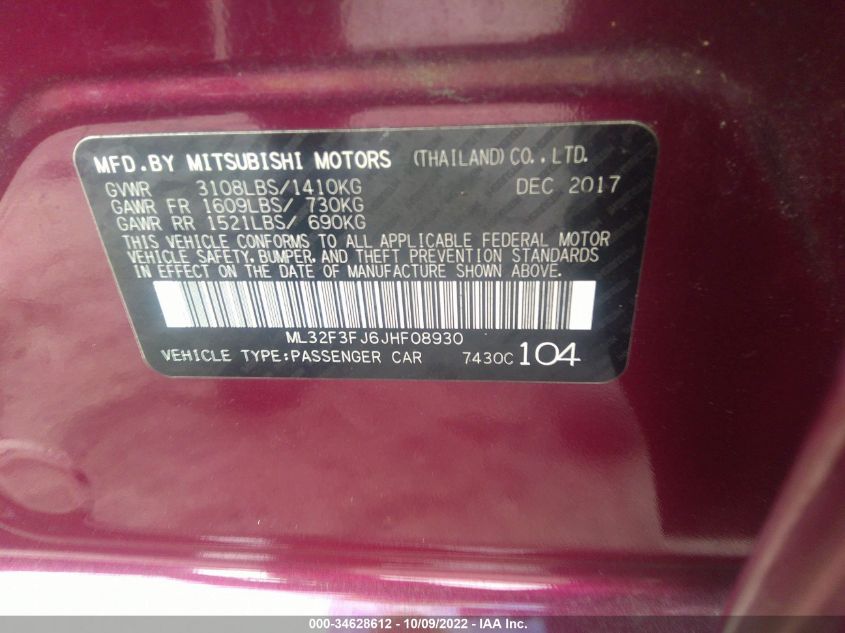 MFD.BY MITSUBISHI MOTORS (THAILAND)CO.,LTD.
GVWR 3108LBS/1410KG DEC 2017
GAWR FR 1609LBS/ 730KG
GAWR RR 1521LBS/ 690KG
THIS VEHICLE CONFORMS TO ALL APPLICABLE FEDERAL MOTOR
VEHICLE SAFETY, BUMPER, AND THEFT PREVENTION STANDARDS
IN EFFECT ON THE DATE OF MANUFACTURE SHOWN ABOVE.
ML32F3FJ6JHF08930
VEHICLE TYPE:PASSENGER CAR 7430C 104
000-34628612 - 10/09/2022 - IAA Inc.